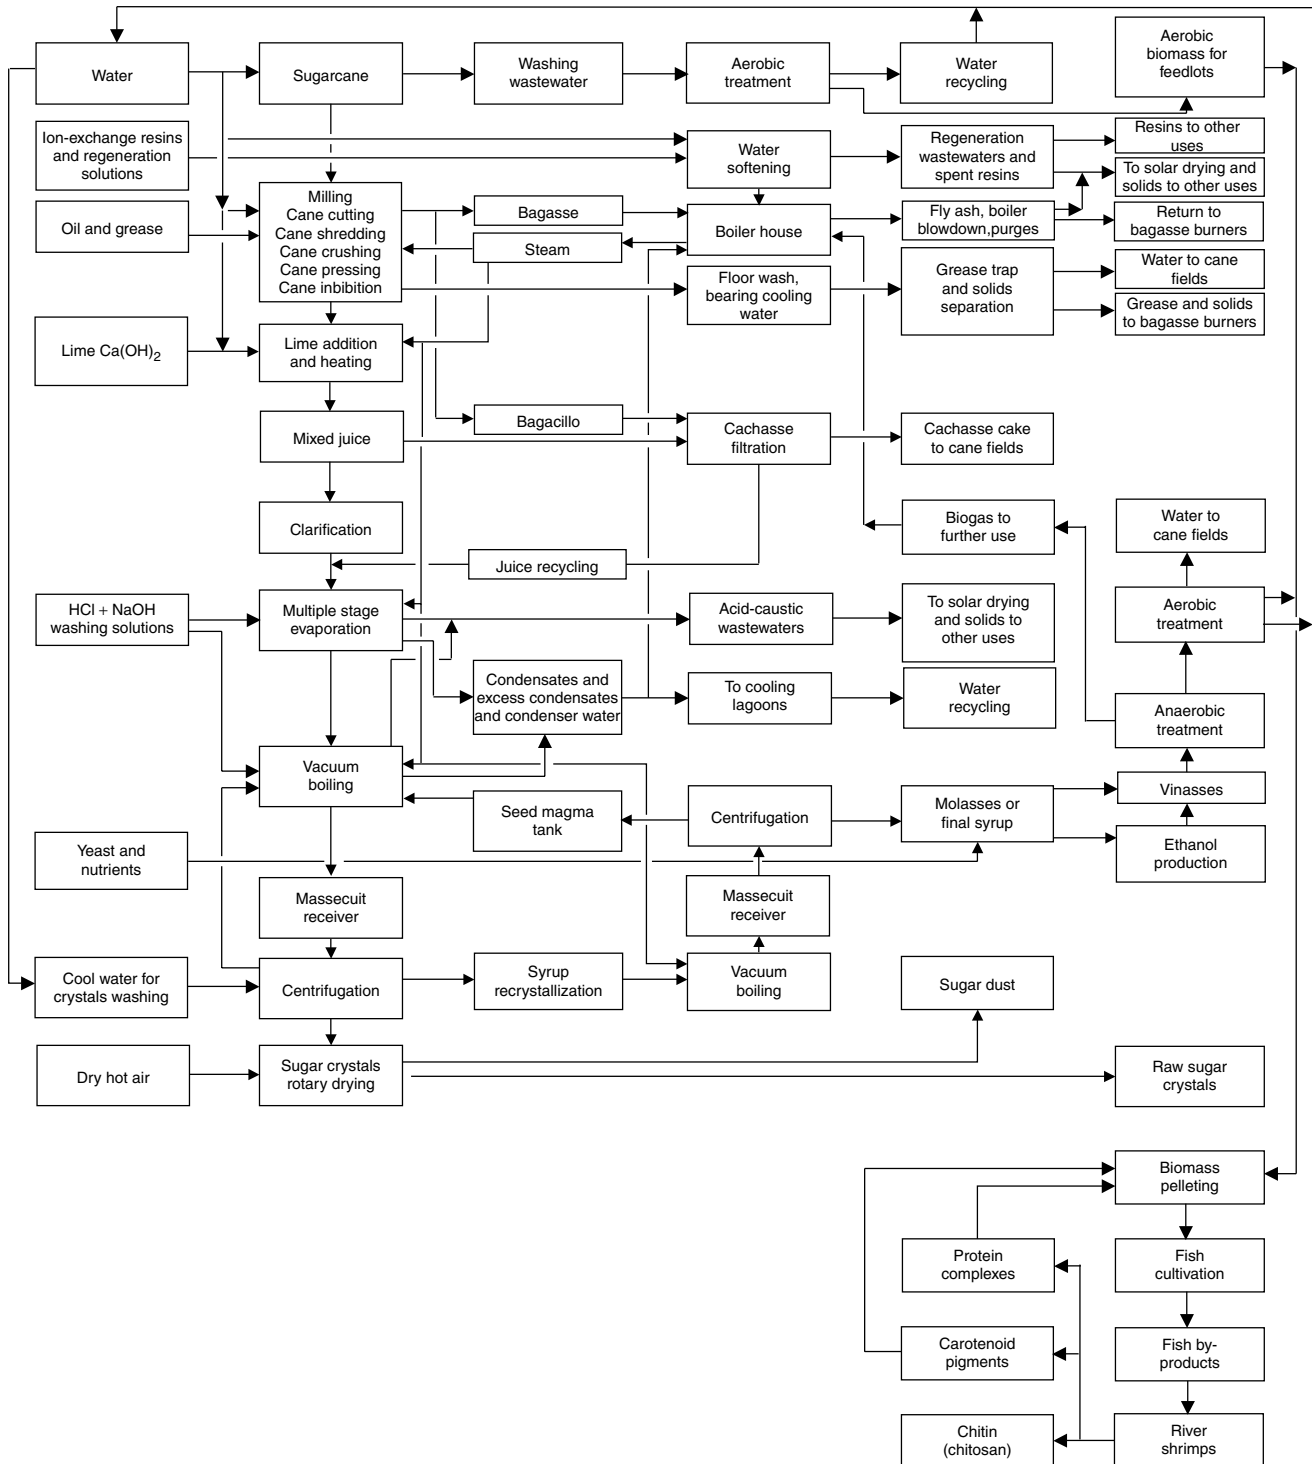 Water
Sugarcane
Washing
wastewater
Aerobic
treatment
Water
recycling
Aerobic
biomass for
feedlots
Ion-exchange resins
and regeneration
solutions
Water
softening
Regeneration
wastewaters and
spent resins
Resins to other
uses
To solar drying and
solids to other uses
Oil and grease
Milling
Cane cutting
Cane shredding
Cane crushing
Cane pressing
Cane inbibition
Bagasse
Steam
Boiler house
Fly ash, boiler
blowdown,purges
Return to
bagasse burners
Floor wash,
bearing cooling
water
Grease trap
and solids
separation
Water to cane
fields
Grease and solids
to bagasse burners
Lime Ca(OH)2
Lime addition
and heating
Mixed juice
Bagacillo
Cachasse
filtration
Cachasse cake
to cane fields
Clarification
Juice recycling
Biogas to
further use
Water to
cane fields
HCl + NaOH
washing solutions
Multiple stage
evaporation
Acid-caustic
wastewaters
To solar drying
and solids to
other uses
Aerobic
treatment
Condensates and
excess condensates
and condenser water
To cooling
lagoons
Water
recycling
Anaerobic
treatment
Vacuum
boiling
Seed magma
tank
Centrifugation
Molasses or
final syrup
Vinasses
Ethanol
production
Yeast and
nutrients
Massecuit
receiver
Massecuit
receiver
Cool water for
crystals washing
Centrifugation
Syrup
recrystallization
Vacuum
boiling
Sugar dust
Dry hot air
Sugar crystals
rotary drying
Raw sugar
crystals
Biomass
pelleting
Protein
complexes
Fish
cultivation
Carotenoid
pigments
Fish by-
products
Chitin
(chitosan)
River
shrimps